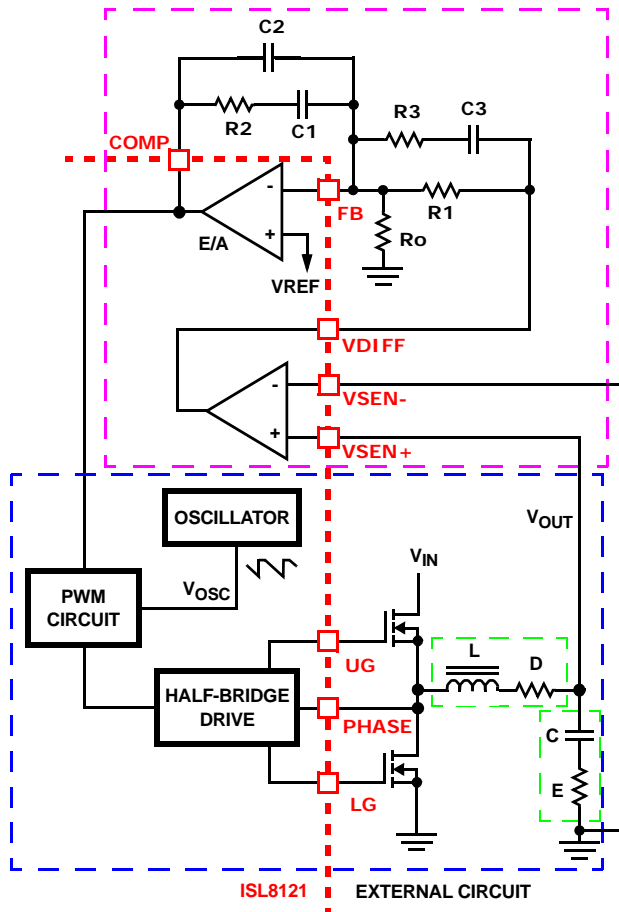 C2
R2
C1
R3
C3
COMP
FB
R1
Ro
-
+
E/A
VREF
VDIFF
-
VSEN-
+
VSEN+
OSCILLATOR
VOUT
VIN
PWM
CIRCUIT
VOSC
UG
L
D
HALF-BRIDGE
DRIVE
PHASE
C
E
LG
ISL8121
EXTERNAL CIRCUIT